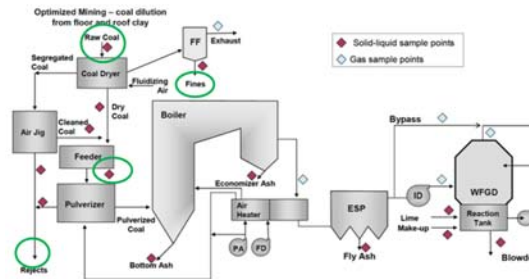 Optimized Mining – coal dilution
from floor and roof clay
Raw Coal
FF
Exhaust
Solid-liquid sample points
Gas sample points
Segregated
Coal
Coal Dryer
Fines
Fluidizing
Air
Dry
Coal
Boiler
Air Jig
Cleaned
Coal
Feeder
Bypass
Economizer Ash
Pulverizer
Pulverized
Coal
Air
Heater
ESP
ID
WFGD
Lime
Make-up
Reaction
Tank
PA
FD
Fly Ash
Bottom Ash
Rejects